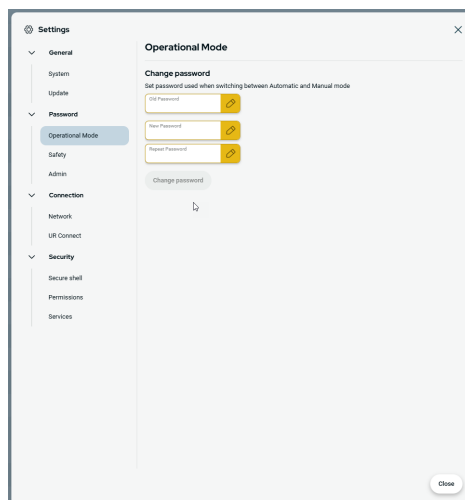 Settings
General
System
Update
Password
Operational Mode
Safety
Admin
Connection
Network
UR Connect
Security
Secure shell
Permissions
Services
Operational Mode
Change password
Set password used when switching between Automatic and Manual mode
Old Password
New Password
Repeat Password
Change password
Close